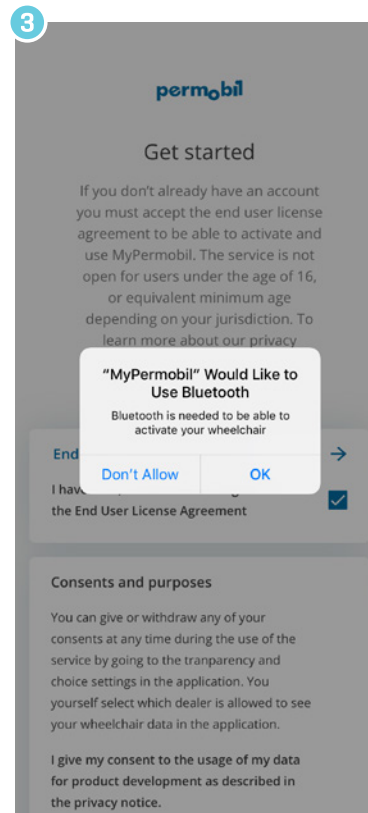 3
permobil
Get started
If you don't already have an account
you must accept the end user license
agreement to be able to activate and
use MyPermobil. The service is not
open for users under the age of 16,
or equivalent minimum age
depending on your jurisdiction. To
learn more about our privacy
"MyPermobil" Would Like to
Use Bluetooth
Bluetooth is needed to be able to
activate your wheelchair
Don't Allow OK
End
I hav
the End User License Agreement
Consents and purposes
You can give or withdraw any of your
consents at any time during the use of the
service by going to the tranparency and
choice settings in the application. You
yourself select which dealer is allowed to see
your wheelchair data in the application.
I give my consent to the usage of my data
for product development as described in
the privacy notice.